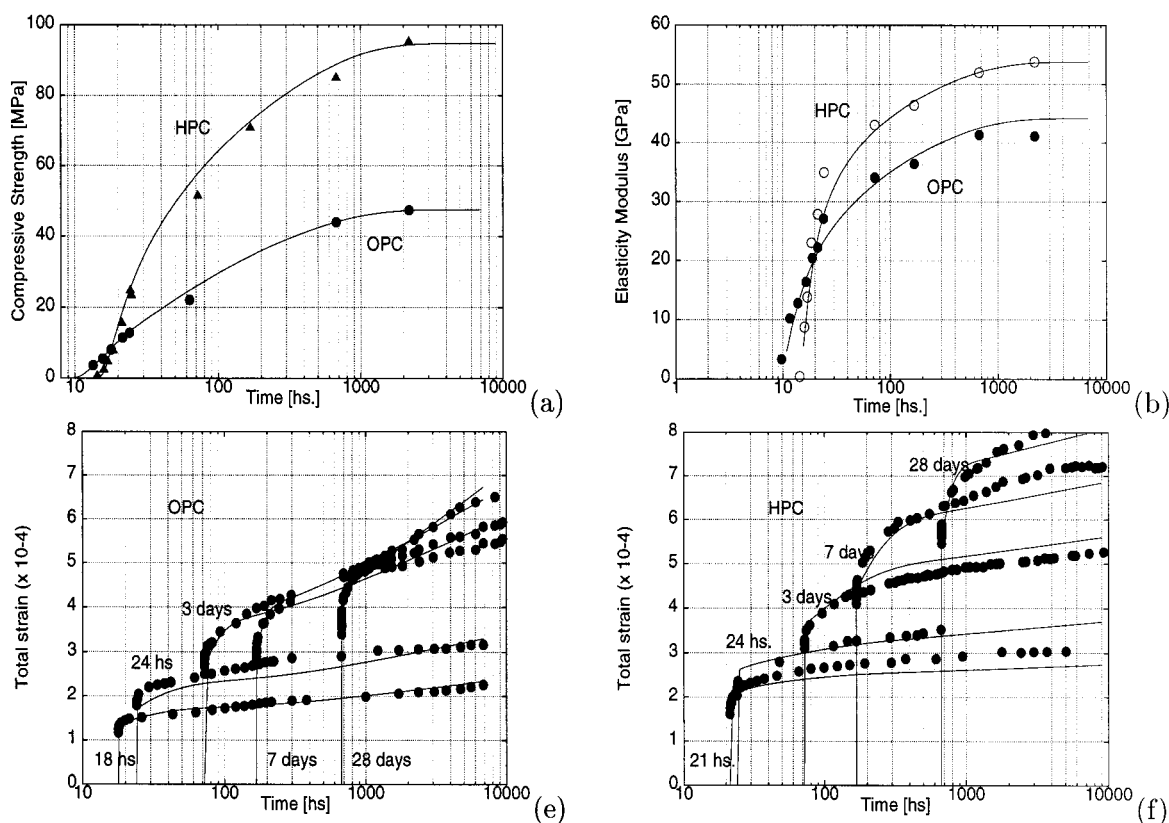 Compressive Strength [MPa]
100
80
60
40
20
0
HPC
OPC
10
100
1000
10000
Time [hs.]
(a)
Elasticity Modulus [GPa]
60
50
40
30
20
10
0
HPC
OPC
1
10
100
1000
10000
Time [hs.]
(b)
Total strain (x 10-4)
8
7
6
5
4
3
2
1
0
OPC
3 days
24 hs
18 hs
7 days
28 days
10
100
1000
10000
Time [hs]
(e)
Total strain (x 10-4)
8
7
6
5
4
3
2
1
0
28 days
HPC
7 days
3 days
24 hs.
21 hs.
10
100
1000
10000
Time [hs]
(f)